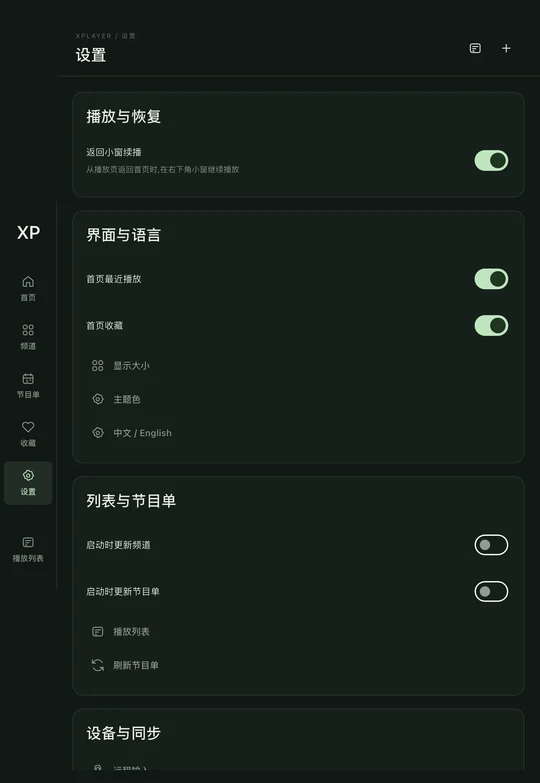 XPLAYER / 设置
设置
播放与恢复
返回小窗续播
从播放页返回首页时,在右下角小窗继续播放
XP
首页
频道
节目单
收藏
设置
播放列表
界面与语言
首页最近播放
首页收藏
显示大小
主题色
中文 / English
列表与节目单
启动时更新频道
启动时更新节目单
播放列表
刷新节目单
设备与同步